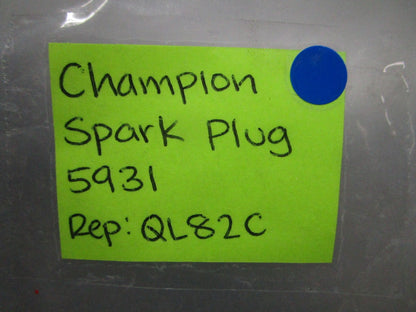 Champion
Spark Plug
5931
Rep: QL82C